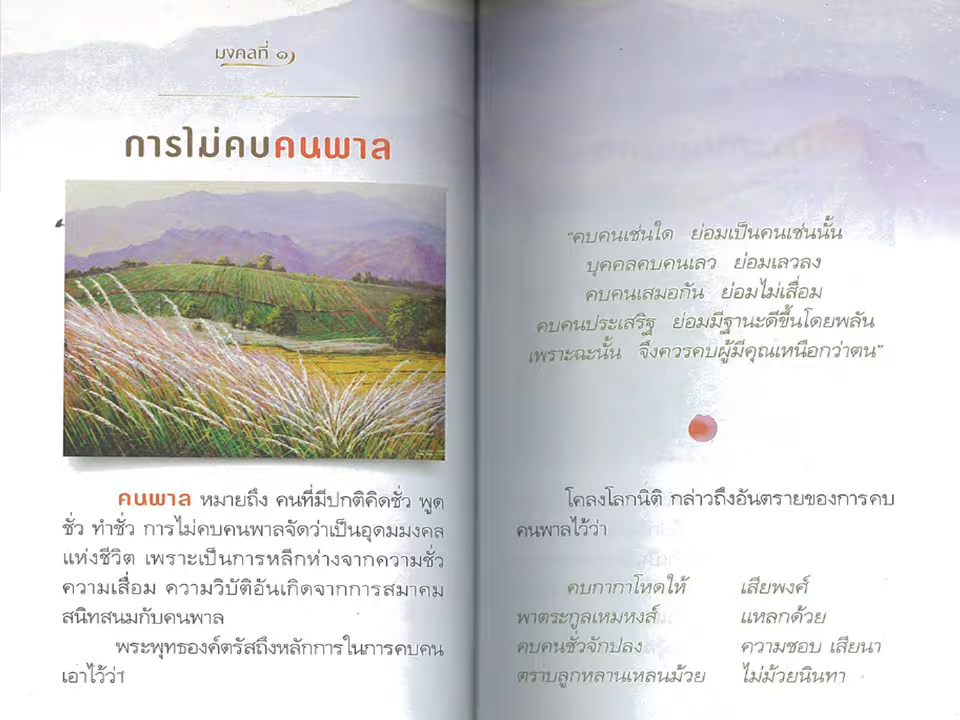 มงคลที่ ๑
การไม่คบคนพาล
คนพาล หมายถึง คนที่มีปกติคิดชั่ว พูด
ชั่ว ทำชั่ว การไม่คบคนพาลจัดว่าเป็นอุดมมงคล
แห่งชีวิต เพราะเป็นการหลีกห่างจากความชั่ว
ความเสื่อม ความวิบัติอันเกิดจากการสมาคม
สนิทสนมกับคนพาล
พระพุทธองค์ตรัสถึงหลักการในการคบคน
เอาไว้ว่า
"คบคนเช่นใด ย่อมเป็นคนเช่นนั้น
บุคคลคบคนเลว ย่อมเลวลง
คบคนเสมอกัน ย่อมไม่เสื่อม
คบคนประเสริฐ ย่อมมีฐานะดีขึ้นโดยพลัน
เพราะฉะนั้น จึงควรคบผู้มีคุณเหนือกว่าตน"
โคลงโลกนิติ กล่าวถึงอันตรายของการคบ
คนพาลไว้ว่า
คบกากาโหดให้ เสียพงศ์
พาตระกูลเหมหงส์ แหลกด้วย
คบคนชั่วจักปลง ความชอบ เสียนา
ตราบลูกหลานเหลนม้วย ไม่ม้วยนินทา